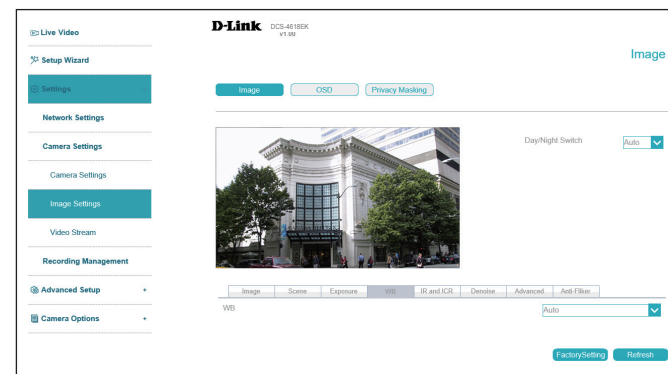 D-Link DCS-4618EK
v1.00
Live Video
Setup Wizard
Settings
Network Settings
Camera Settings
Camera Settings
Image Settings
Video Stream
Recording Management
Advanced Setup +
Camera Options +
Image
Image OSD Privacy Masking
Day/Night Switch Auto
Image Scene Exposure WB IR and ICR Denoise Advanced Anti-Fliker
WB Auto
FactorySetting Refresh